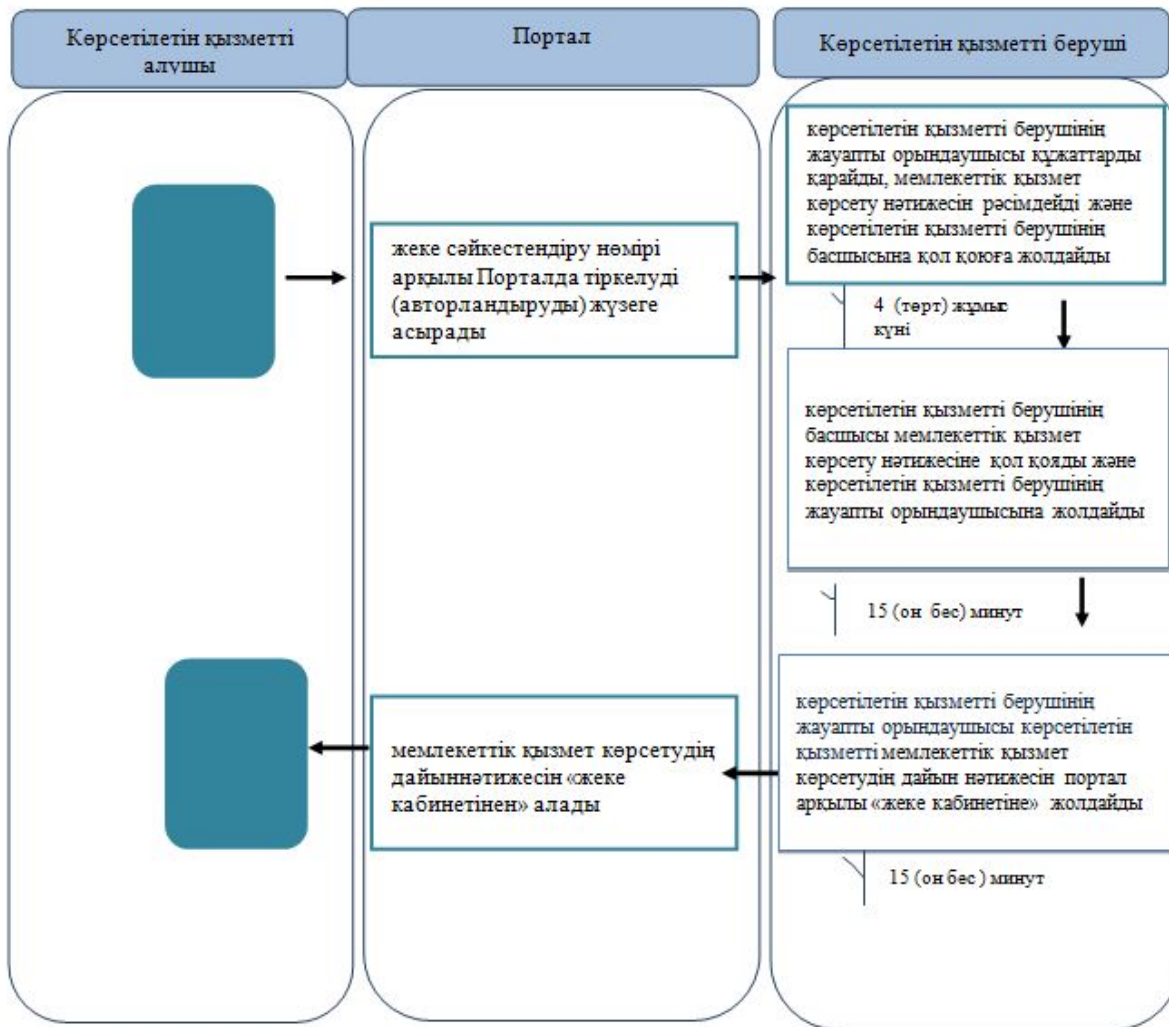 Көрсетілетін қызметті
алушы
Портал
Көрсетілетін қызметті беруші
көрсетілетін қызметті берушінің
жауапты орындаушысы құжаттарды
қарайды, мемлекеттік қызмет
көрсету нәтижесін рәсімдейді және
көрсетілетін қызметті берушінің
басшысына қол қоюға жолдайды
жеке сәйкестендіру нөмірі
арқылы Порталда тіркелуді
(авторландыруды) жүзеге
асырады
4 (төрт) жұмыс
күні
көрсетілетін қызметті берушінің
басшысы мемлекеттік қызмет
көрсету нәтижесіне қол қояды және
көрсетілетін қызметті берушінің
жауапты орындаушысына жолдайды
15 (он бес) минут
көрсетілетін қызметті берушінің
жауапты орындаушысы көрсетілетін
қызметті мемлекеттік қызмет
көрсетудің дайын нәтижесін портал
арқылы «жеке кабинетіне» жолдайды
мемлекеттік қызмет көрсетудің
дайыннәтижесін «жеке
кабинетінен» алады
15 (он бес ) минут